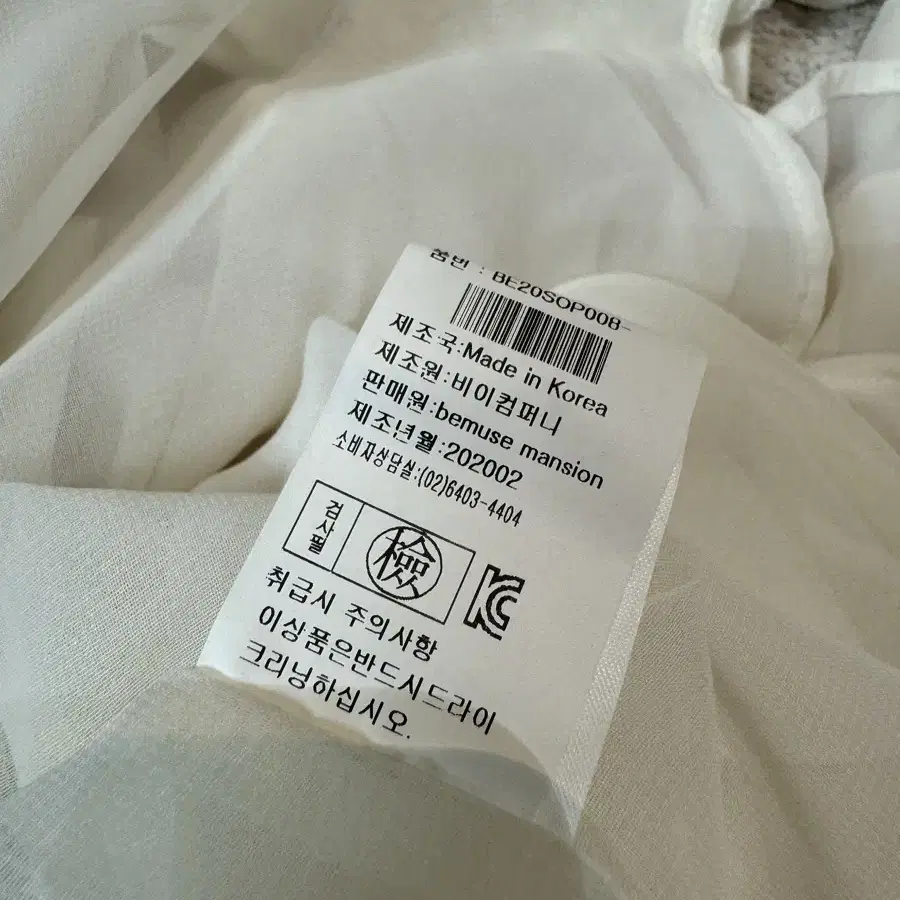 품번 : BE20SOP008-
제조국:Made in Korea
제조원:비이컴퍼니
판매원:bemuse mansion
제조년월:202002
소비자상담실:(02)6403-4404
검사필 檢
KC
취급시 주의사항
이상품은반드시드라이
크리닝하십시오.